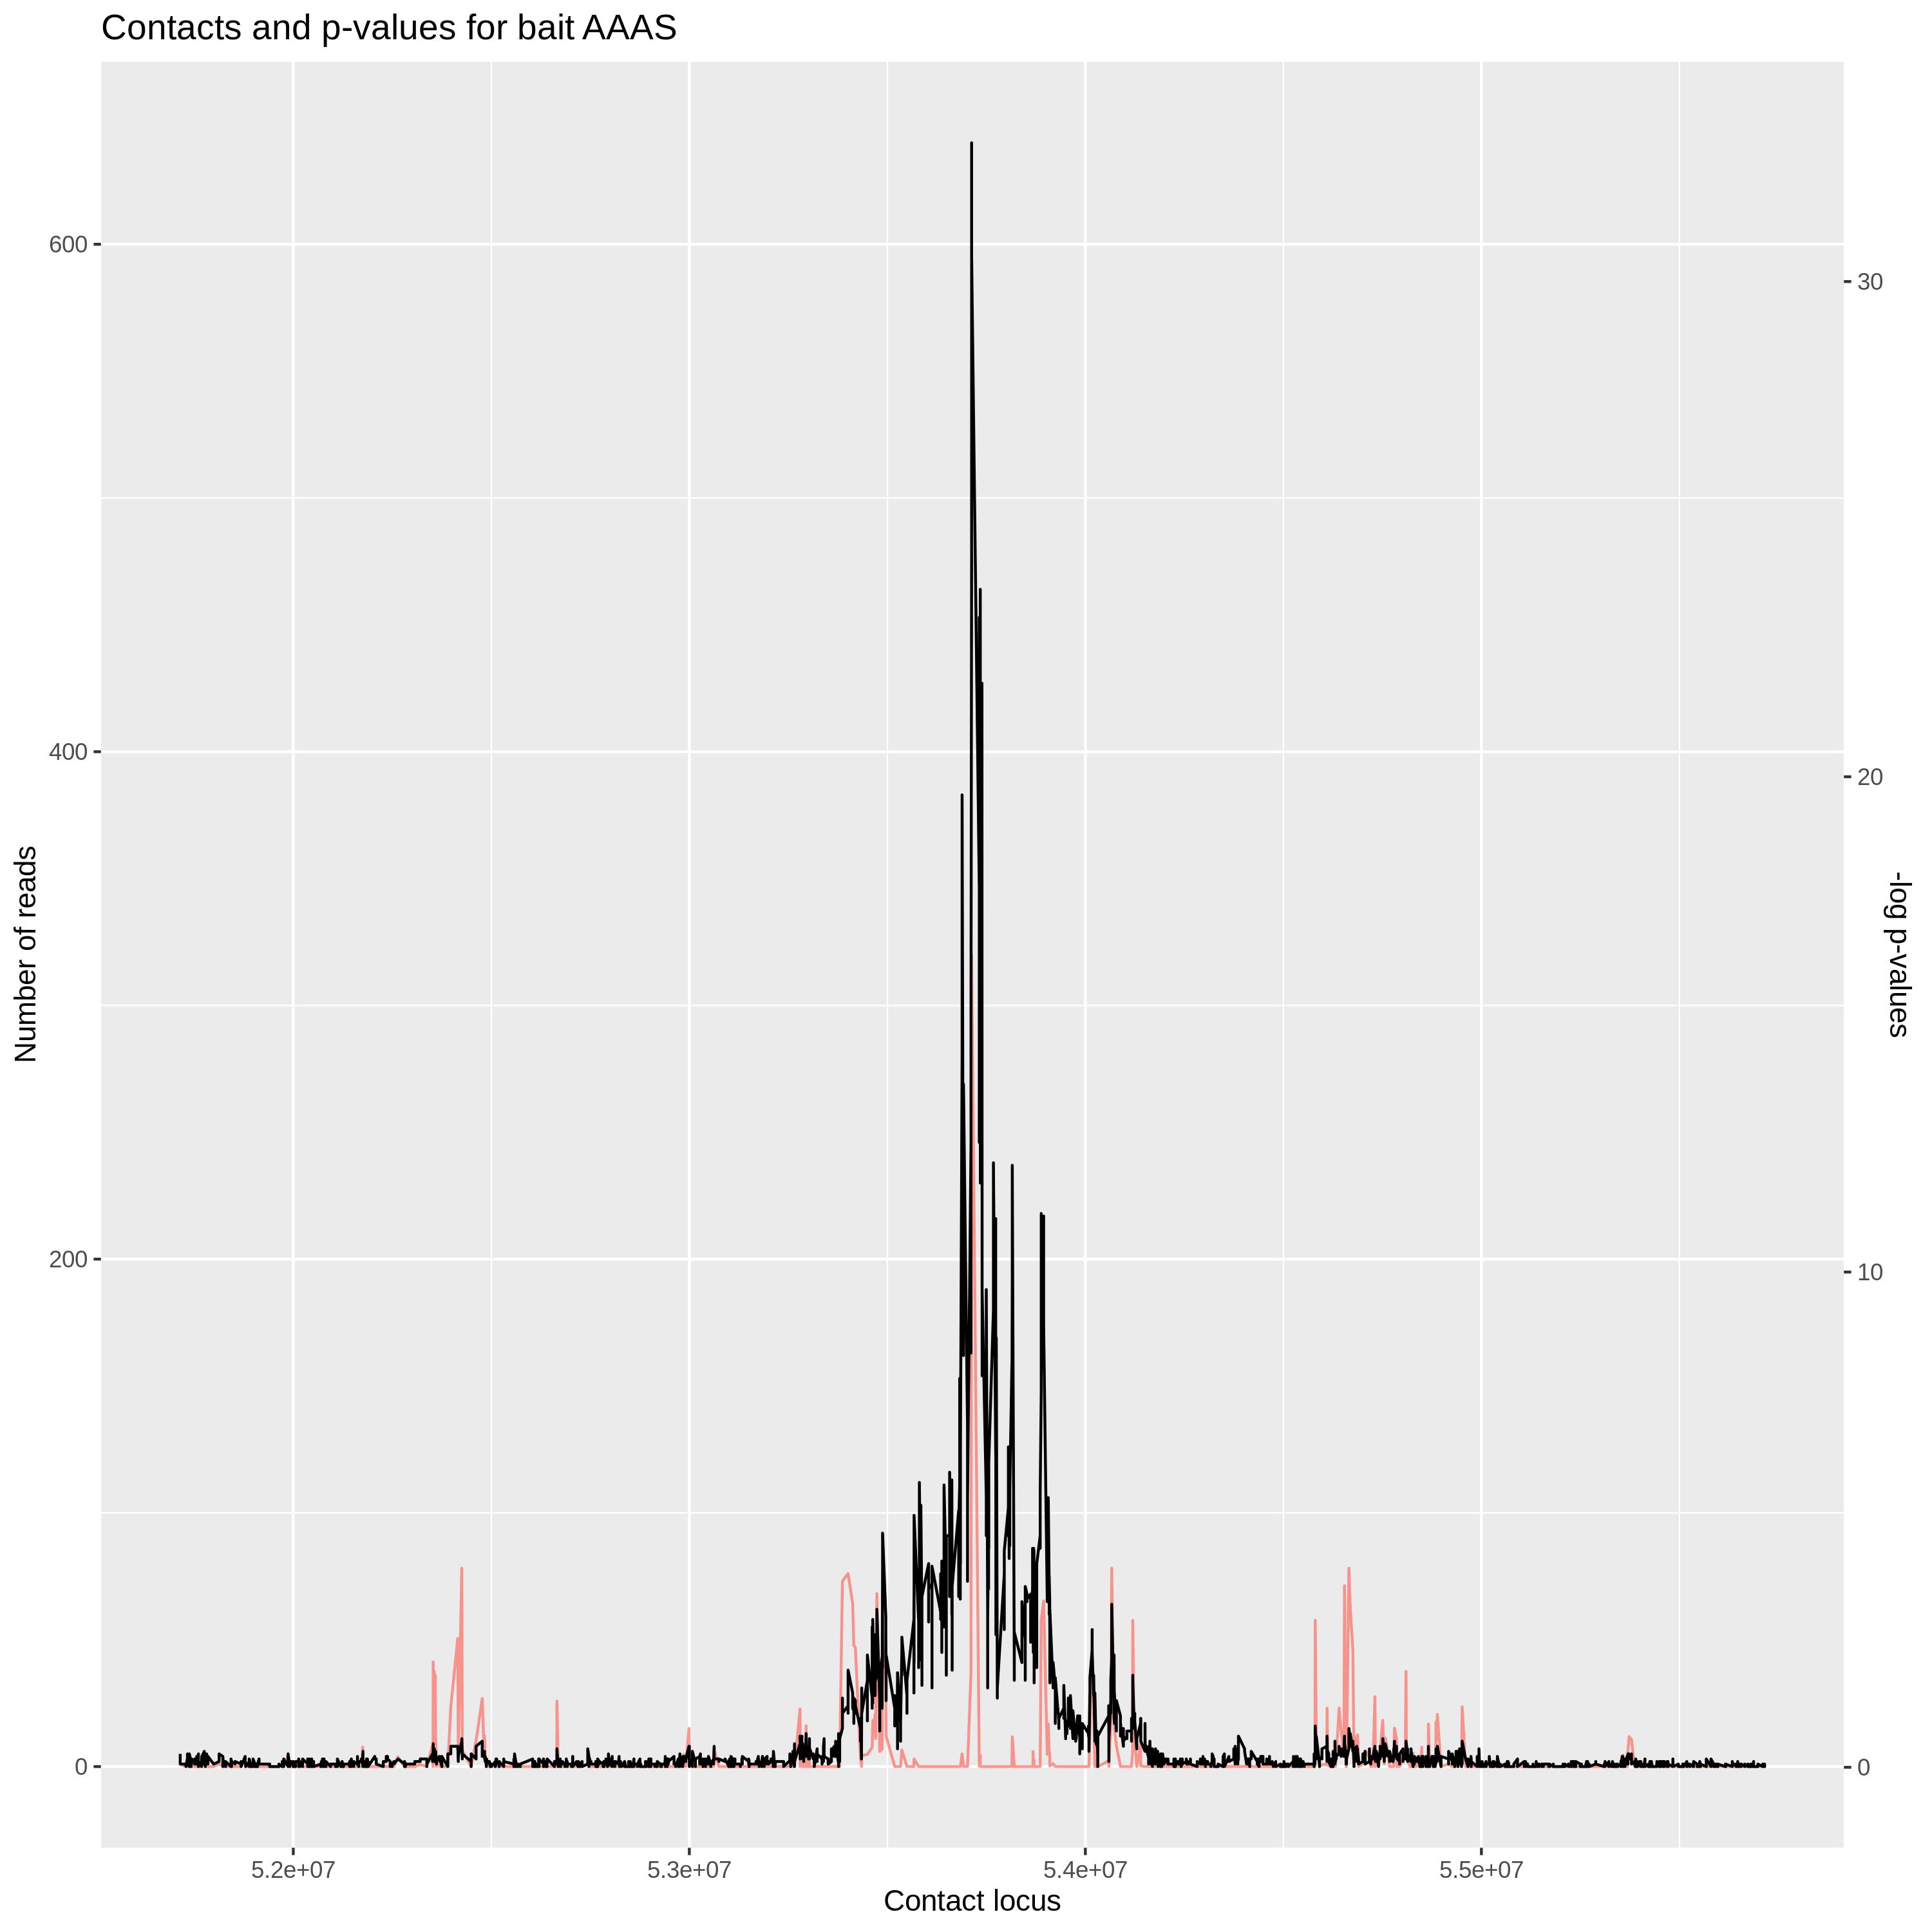 Contacts and p-values for bait AAAS
Number of reads
600
400
200
0
30
20
10
0
-log p-values
5.2e+07
5.3e+07
5.4e+07
5.5e+07
Contact locus